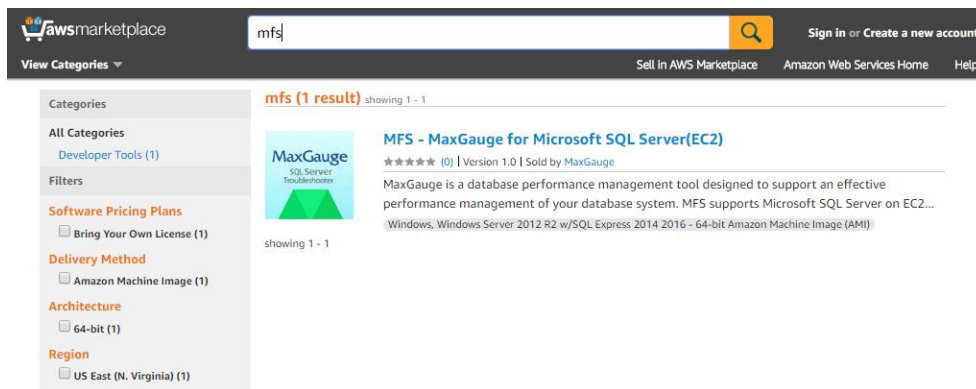 awsmarketplace
mfs
Sign in or Create a new account
View Categories
Sell in AWS Marketplace
Amazon Web Services Home
Help
Categories
All Categories
Developer Tools (1)
Filters
Software Pricing Plans
Bring Your Own License (1)
Delivery Method
Amazon Machine Image (1)
Architecture
64-bit (1)
Region
US East (N. Virginia) (1)
mfs (1 result) showing 1 - 1
MaxGauge
SQL Server
Troubleshooter
MFS - MaxGauge for Microsoft SQL Server(EC2)
(0) | Version 1.0 | Sold by MaxGauge
MaxGauge is a database performance management tool designed to support an effective
performance management of your database system. MFS supports Microsoft SQL Server on EC2...
Windows, Windows Server 2012 R2 w/SQL Express 2014 2016 - 64-bit Amazon Machine Image (AMI)
showing 1 - 1